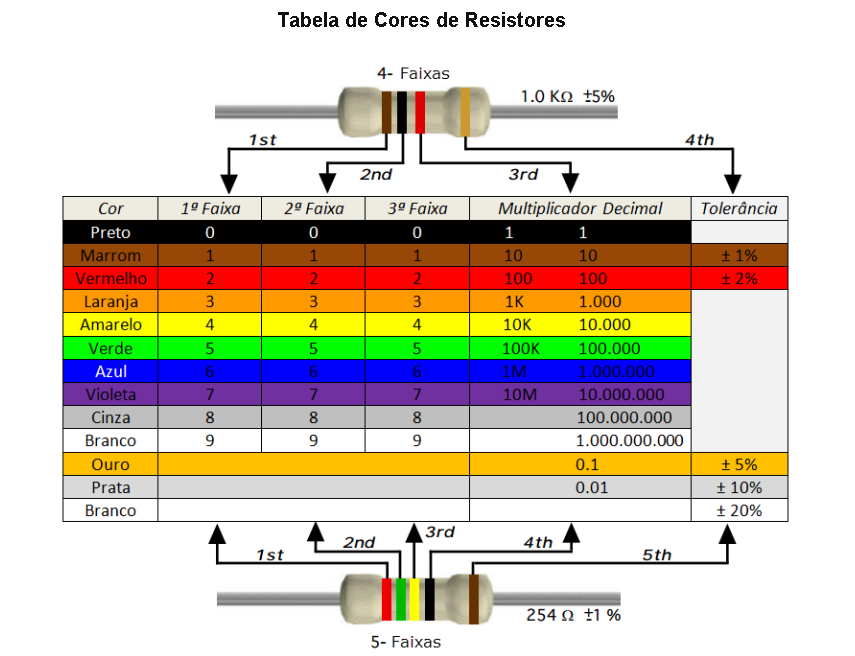 Tabela de Cores de Resistores
4- Faixas
1.0 KΩ ±5%
1st
4th
2nd
3rd
Cor 1ª Faixa 2ª Faixa 3ª Faixa Multiplicador Decimal Tolerância
Preto 0 0 0 1 1
Marrom 1 1 1 10 10 ± 1%
Vermelho 2 2 2 100 100 ± 2%
Laranja 3 3 3 1K 1.000
Amarelo 4 4 4 10K 10.000
Verde 5 5 5 100K 100.000
Azul 6 6 6 1M 1.000.000
Violeta 7 7 7 10M 10.000.000
Cinza 8 8 8 100.000.000
Branco 9 9 9 1.000.000.000
Ouro 0.1 ± 5%
Prata 0.01 ± 10%
Branco ± 20%
3rd
2nd
4th
1st
5th
254 Ω ±1 %
5- Faixas